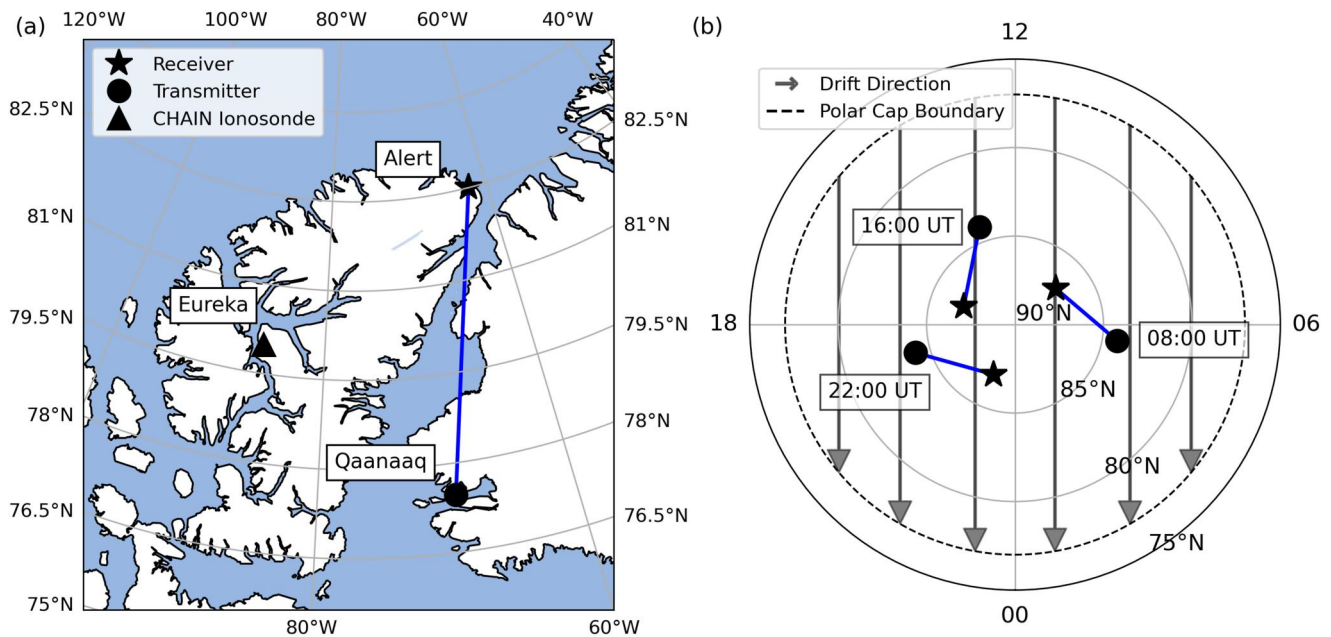 (a)
120°W 100°W 80°W 60°W 40°W
Receiver
Transmitter
CHAIN Ionosonde
82.5°N
81°N
79.5°N
78°N
76.5°N
75°N
Alert
Eureka
Qaanaaq
82.5°N
81°N
79.5°N
78°N
76.5°N
80°W 60°W
(b)
12
Drift Direction
Polar Cap Boundary
16:00 UT
90°N
18
06
08:00 UT
22:00 UT
85°N
80°N
75°N
00